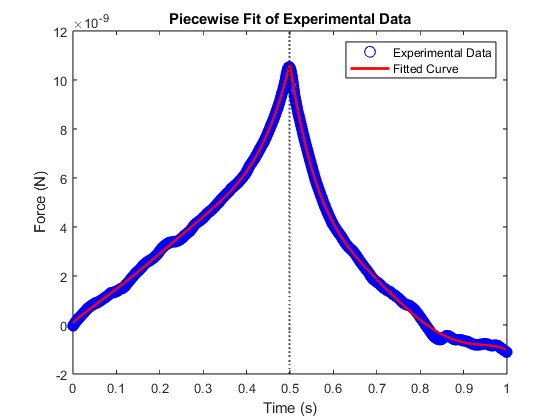 Piecewise Fit of Experimental Data
×10⁻⁹
12
10
8
6
4
2
0
-2
Force (N)
Experimental Data
Fitted Curve
0 0.1 0.2 0.3 0.4 0.5 0.6 0.7 0.8 0.9 1
Time (s)